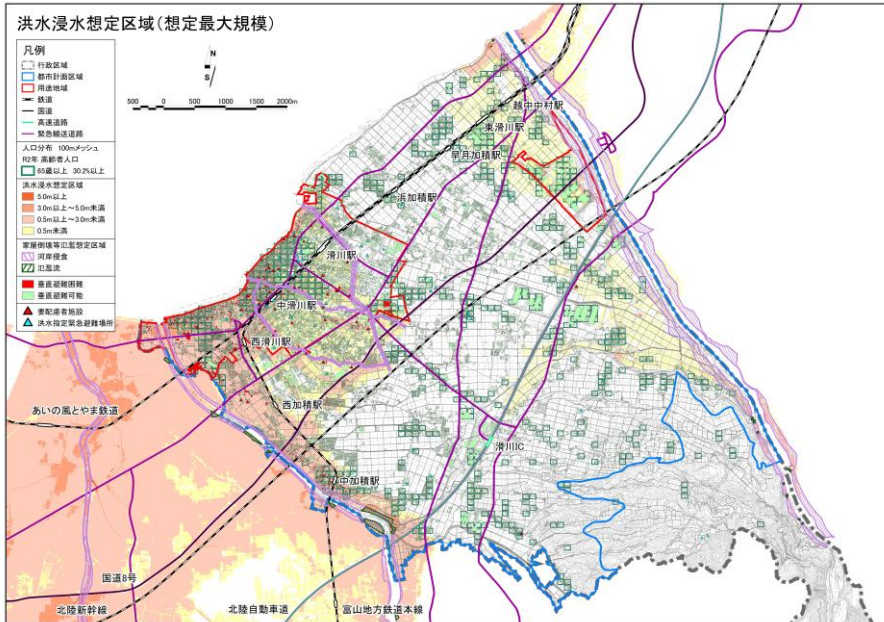 洪水浸水想定区域(想定最大規模)
凡例
行政区域
都市計画区域
用途地域
鉄道
国道
高速道路
緊急輸送道路
人口分布 100mメッシュ
R2年 高齢者人口
65歳以上 30.2%以上
洪水浸水想定区域
5.0m以上
3.0m以上～5.0m未満
0.5m以上～3.0m未満
0.5m未満
家屋倒壊等氾濫想定区域
河岸侵食
氾濫流
垂直避難困難
垂直避難可能
要配慮者施設
洪水指定緊急避難場所
N
S
500 0 500 1000 1500 2000m
越中中村駅
東滑川駅
早月加積駅
浜加積駅
滑川駅
中滑川駅
西滑川駅
西加積駅
あいの風とやま鉄道
滑川IC
中加積駅
国道8号
北陸新幹線
北陸自動車道
富山地方鉄道本線